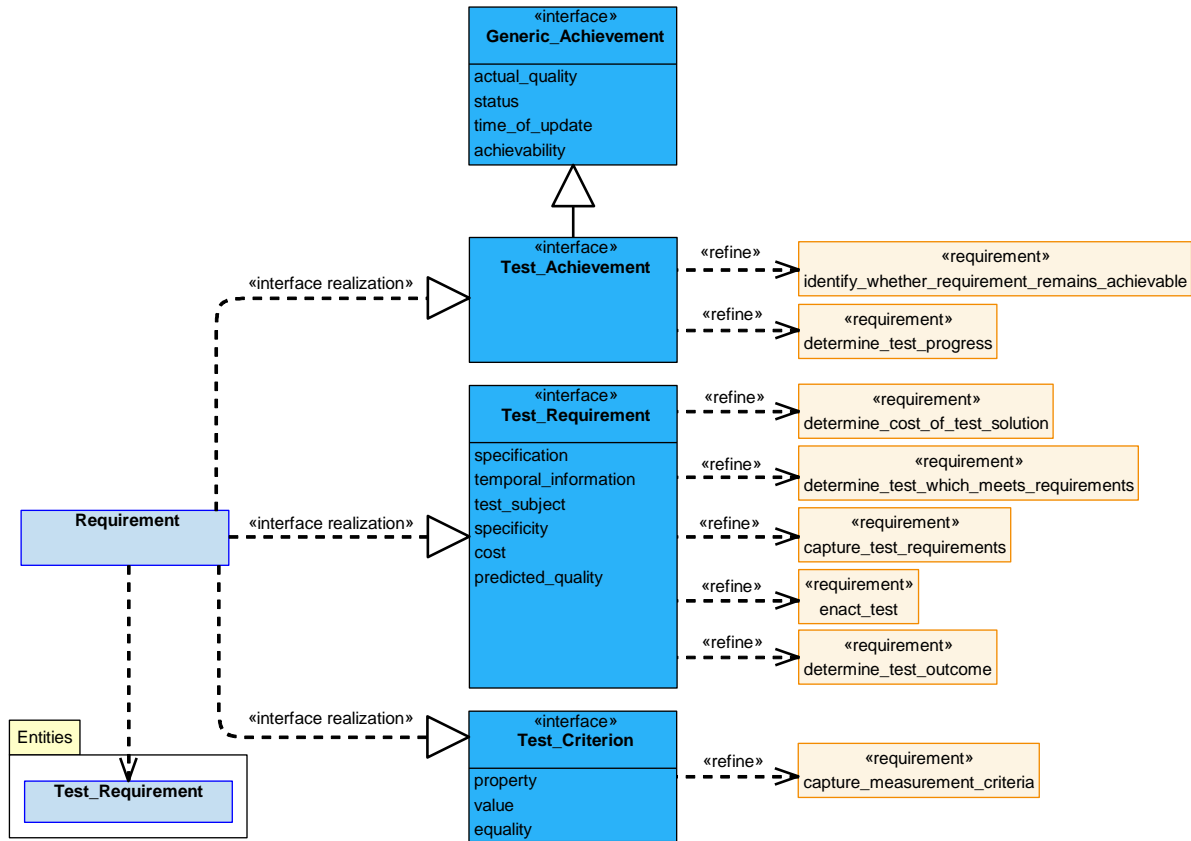 «interface»
Generic_Achievement
actual_quality
status
time_of_update
achievability
«interface»
Test_Achievement
«interface realization»
«refine»
«requirement»
identify_whether_requirement_remains_achievable
«refine»
«requirement»
determine_test_progress
«interface»
Test_Requirement
specification
temporal_information
test_subject
specificity
cost
predicted_quality
«refine»
«requirement»
determine_cost_of_test_solution
«refine»
«requirement»
determine_test_which_meets_requirements
Requirement
«interface realization»
«refine»
«requirement»
capture_test_requirements
«refine»
«requirement»
enact_test
«refine»
«requirement»
determine_test_outcome
«interface realization»
«interface»
Test_Criterion
property
value
equality
«refine»
«requirement»
capture_measurement_criteria
Entities
Test_Requirement